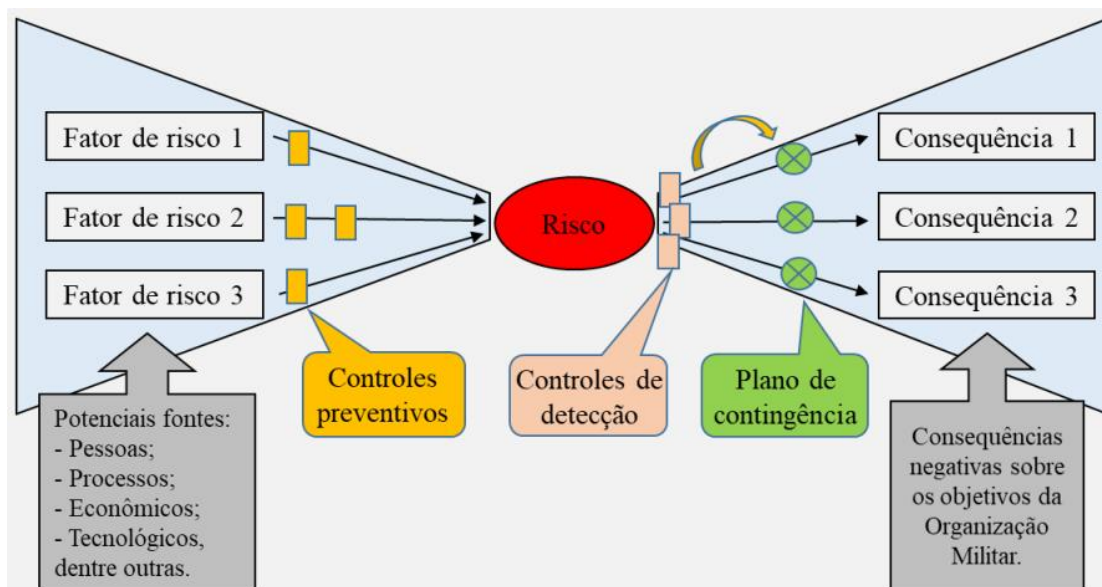 Fator de risco 1
Fator de risco 2
Fator de risco 3
Risco
Consequência 1
Consequência 2
Consequência 3
Controles
preventivos
Controles de
detecção
Plano de
contingência
Potenciais fontes:
- Pessoas;
- Processos;
- Econômicos;
- Tecnológicos,
dentre outras.
Consequências
negativas sobre
os objetivos da
Organização
Militar.